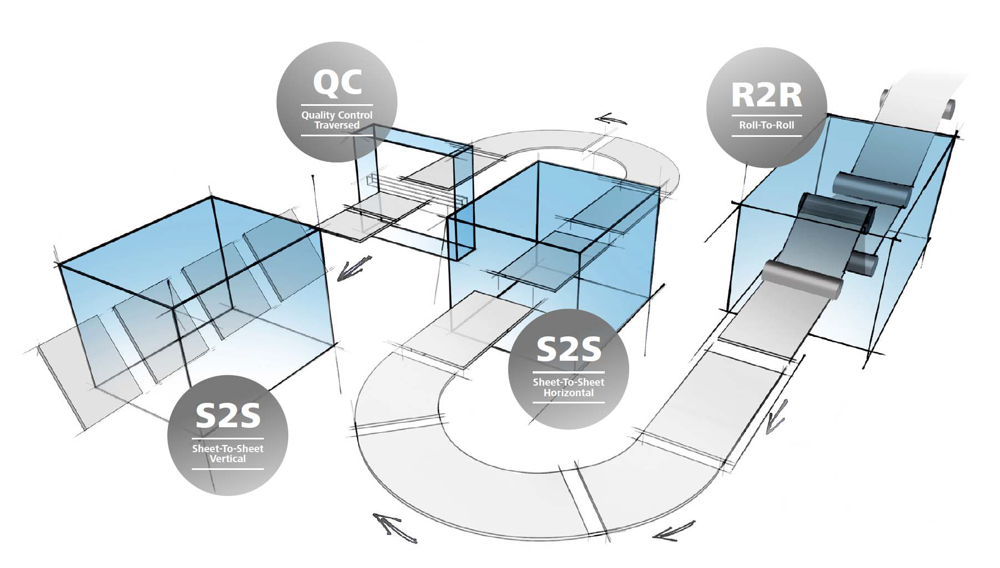 QC
Quality Control
Traversed
R2R
Roll-To-Roll
S2S
Sheet-To-Sheet
Horizontal
S2S
Sheet-To-Sheet
Vertical